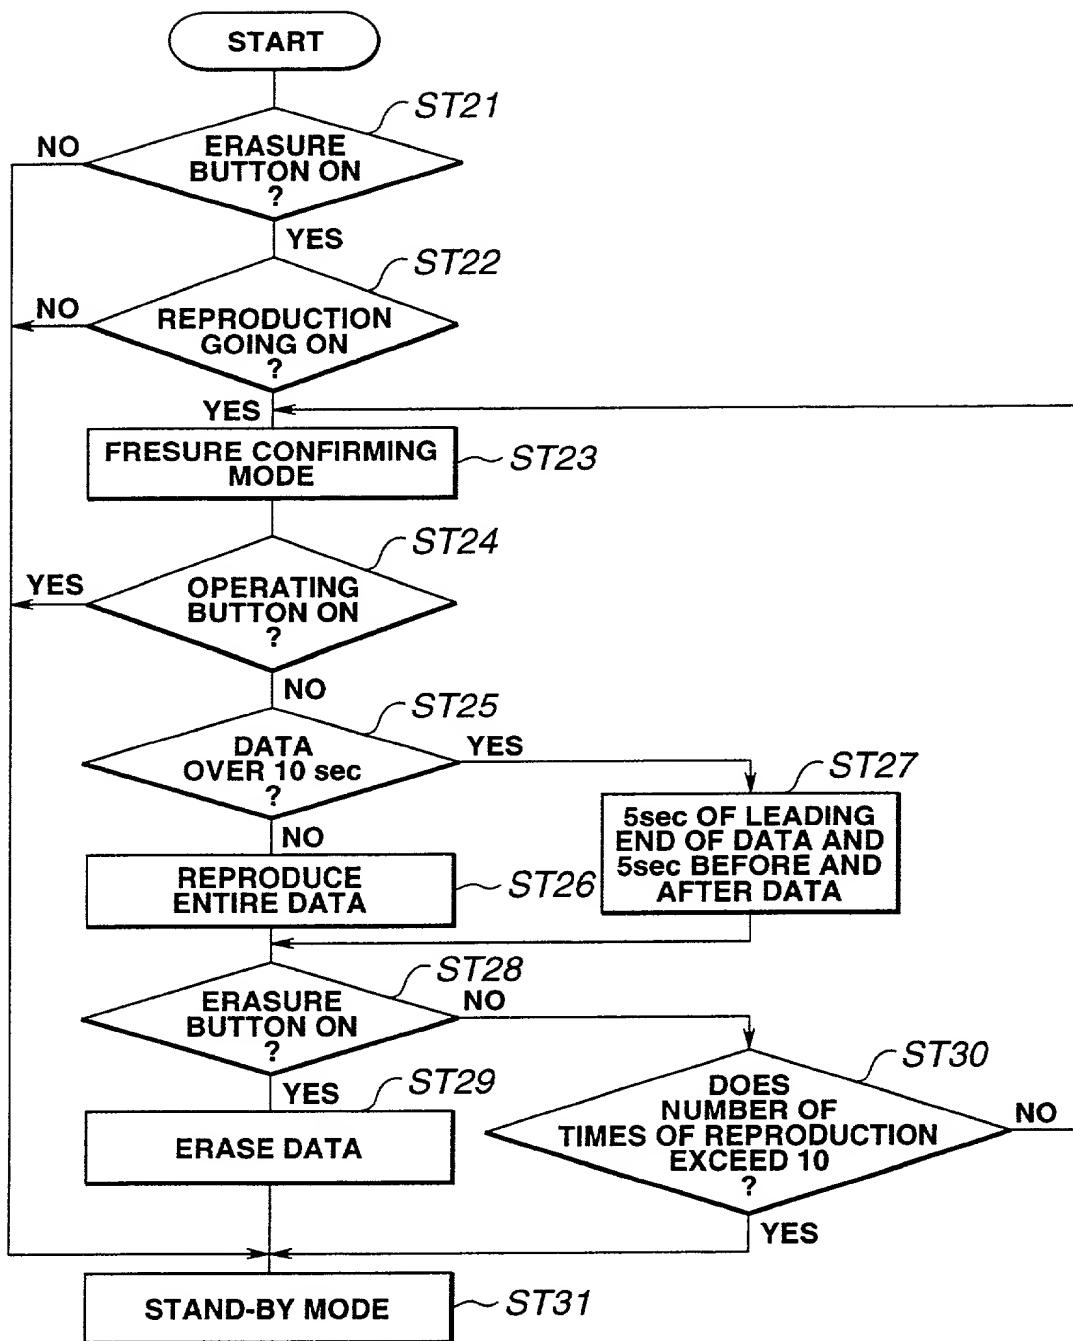 START
ST21
NO
ERASURE
BUTTON ON
?
YES
ST22
NO
REPRODUCTION
GOING ON
?
YES
FRESURE CONFIRMING
MODE
ST23
ST24
YES
OPERATING
BUTTON ON
?
NO
ST25
DATA
OVER 10 sec
?
YES
ST27
5sec OF LEADING
END OF DATA AND
5sec BEFORE AND
AFTER DATA
NO
REPRODUCE
ENTIRE DATA
ST26
ST28
ERASURE
BUTTON ON
?
NO
ST30
DOES
NUMBER OF
TIMES OF REPRODUCTION
EXCEED 10
?
NO
YES
YES
ST29
ERASE DATA
STAND-BY MODE
ST31